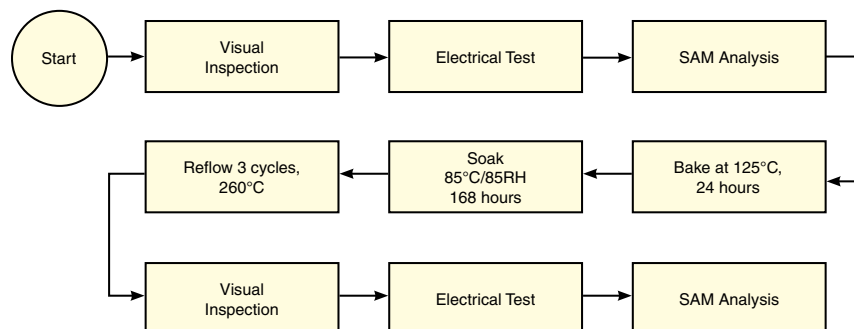 Start
Visual
Inspection
Electrical Test
SAM Analysis
Bake at 125°C,
24 hours
Soak
85°C/85RH
168 hours
Reflow 3 cycles,
260°C
Visual
Inspection
Electrical Test
SAM Analysis